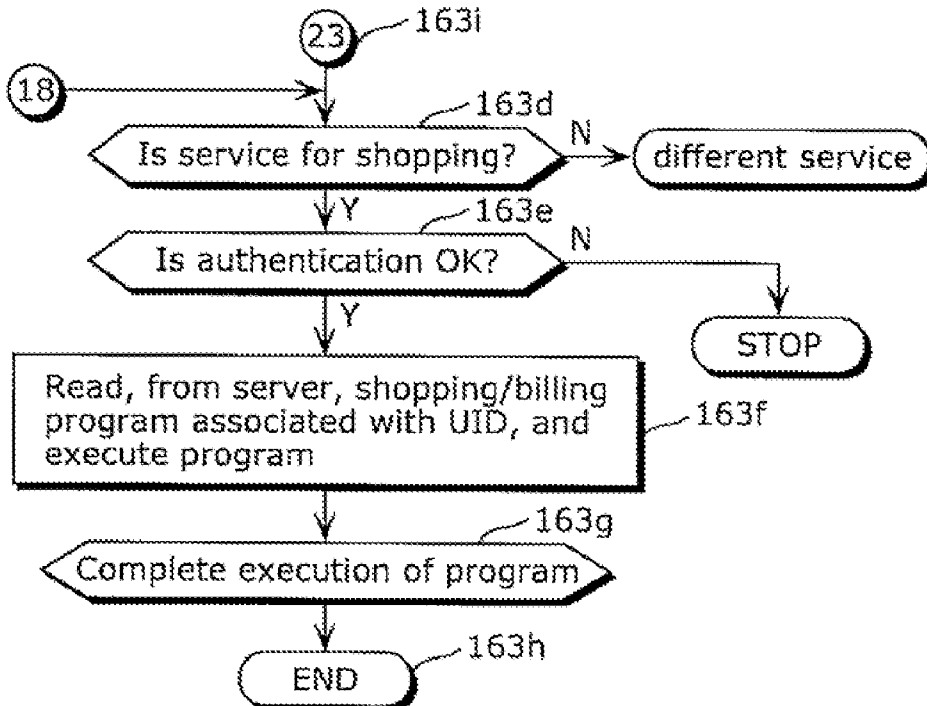 23
163i
18
163d
Is service for shopping?
N
different service
Y
163e
Is authentication OK?
N
Y
STOP
Read, from server, shopping/billing
program associated with UID, and
execute program
163f
163g
Complete execution of program
163h
END